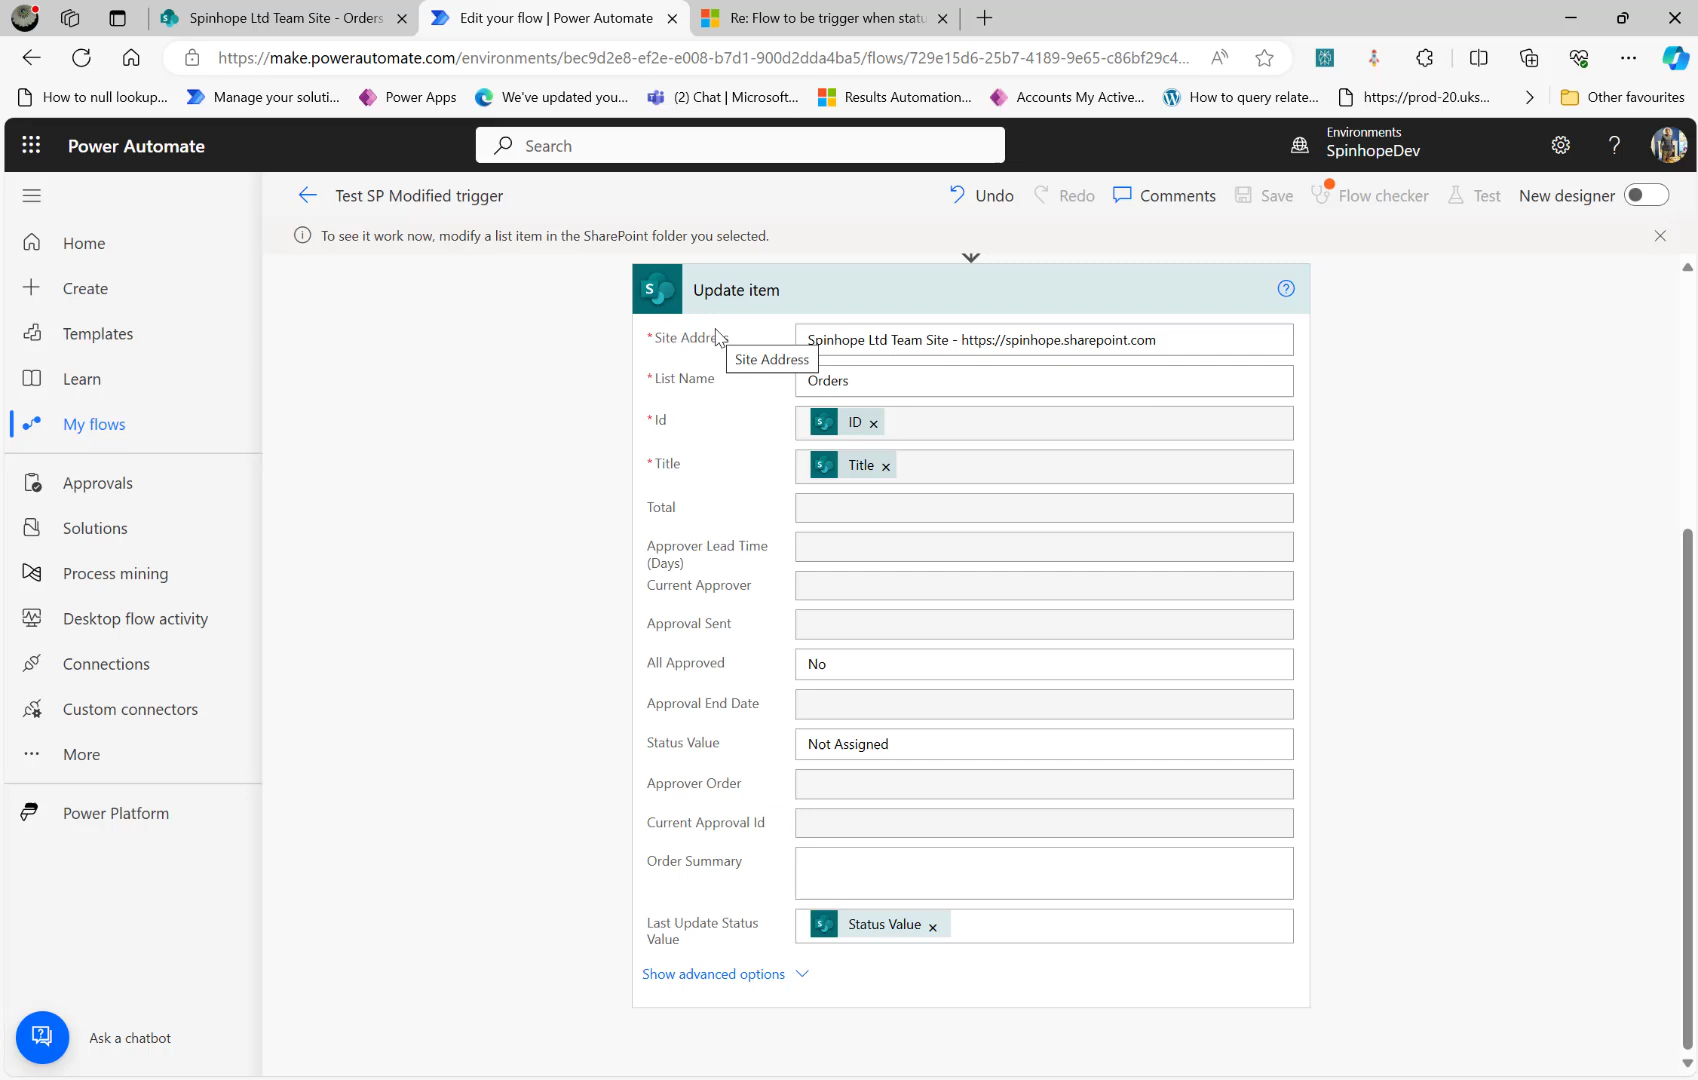 Spinhope Ltd Team Site - Orders
Edit your flow | Power Automate
Re: Flow to be trigger when statu
https://make.powerautomate.com/environments/bec9d2e8-ef2e-e008-b7d1-900d2dda4ba5/flows/729e15d6-25b7-4189-9e65-c86bf29c4...
How to null lookup...
Manage your soluti...
Power Apps
We've updated you...
(2) Chat | Microsoft...
Results Automation...
Accounts My Active...
How to query relate...
https://prod-20.uks...
Other favourites
Power Automate
Search
Environments
SpinhopeDev
Test SP Modified trigger
Undo
Redo
Comments
Save
Flow checker
Test
New designer
To see it work now, modify a list item in the SharePoint folder you selected.
Home
Create
Templates
Learn
My flows
Approvals
Solutions
Process mining
Desktop flow activity
Connections
Custom connectors
More
Power Platform
Ask a chatbot
Update item
* Site Address
Spinhope Ltd Team Site - https://spinhope.sharepoint.com
Site Address
* List Name
Orders
* Id
ID
* Title
Title
Total
Approver Lead Time
(Days)
Current Approver
Approval Sent
All Approved
No
Approval End Date
Status Value
Not Assigned
Approver Order
Current Approval Id
Order Summary
Last Update Status
Value
Status Value
Show advanced options